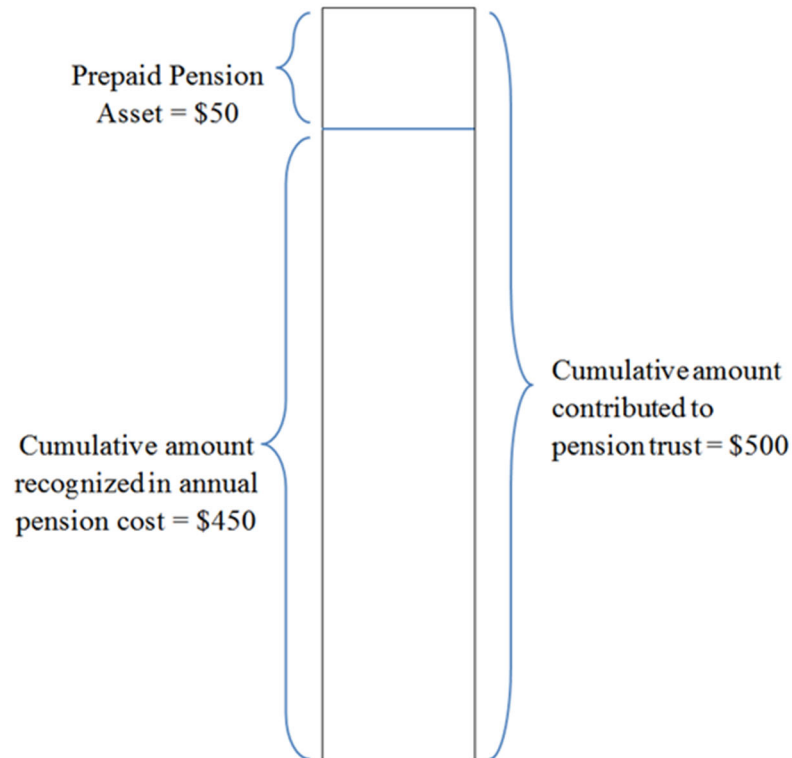 Prepaid Pension
Asset = $50
Cumulative amount
contributed to
pension trust = $500
Cumulative amount
recognized in annual
pension cost = $450